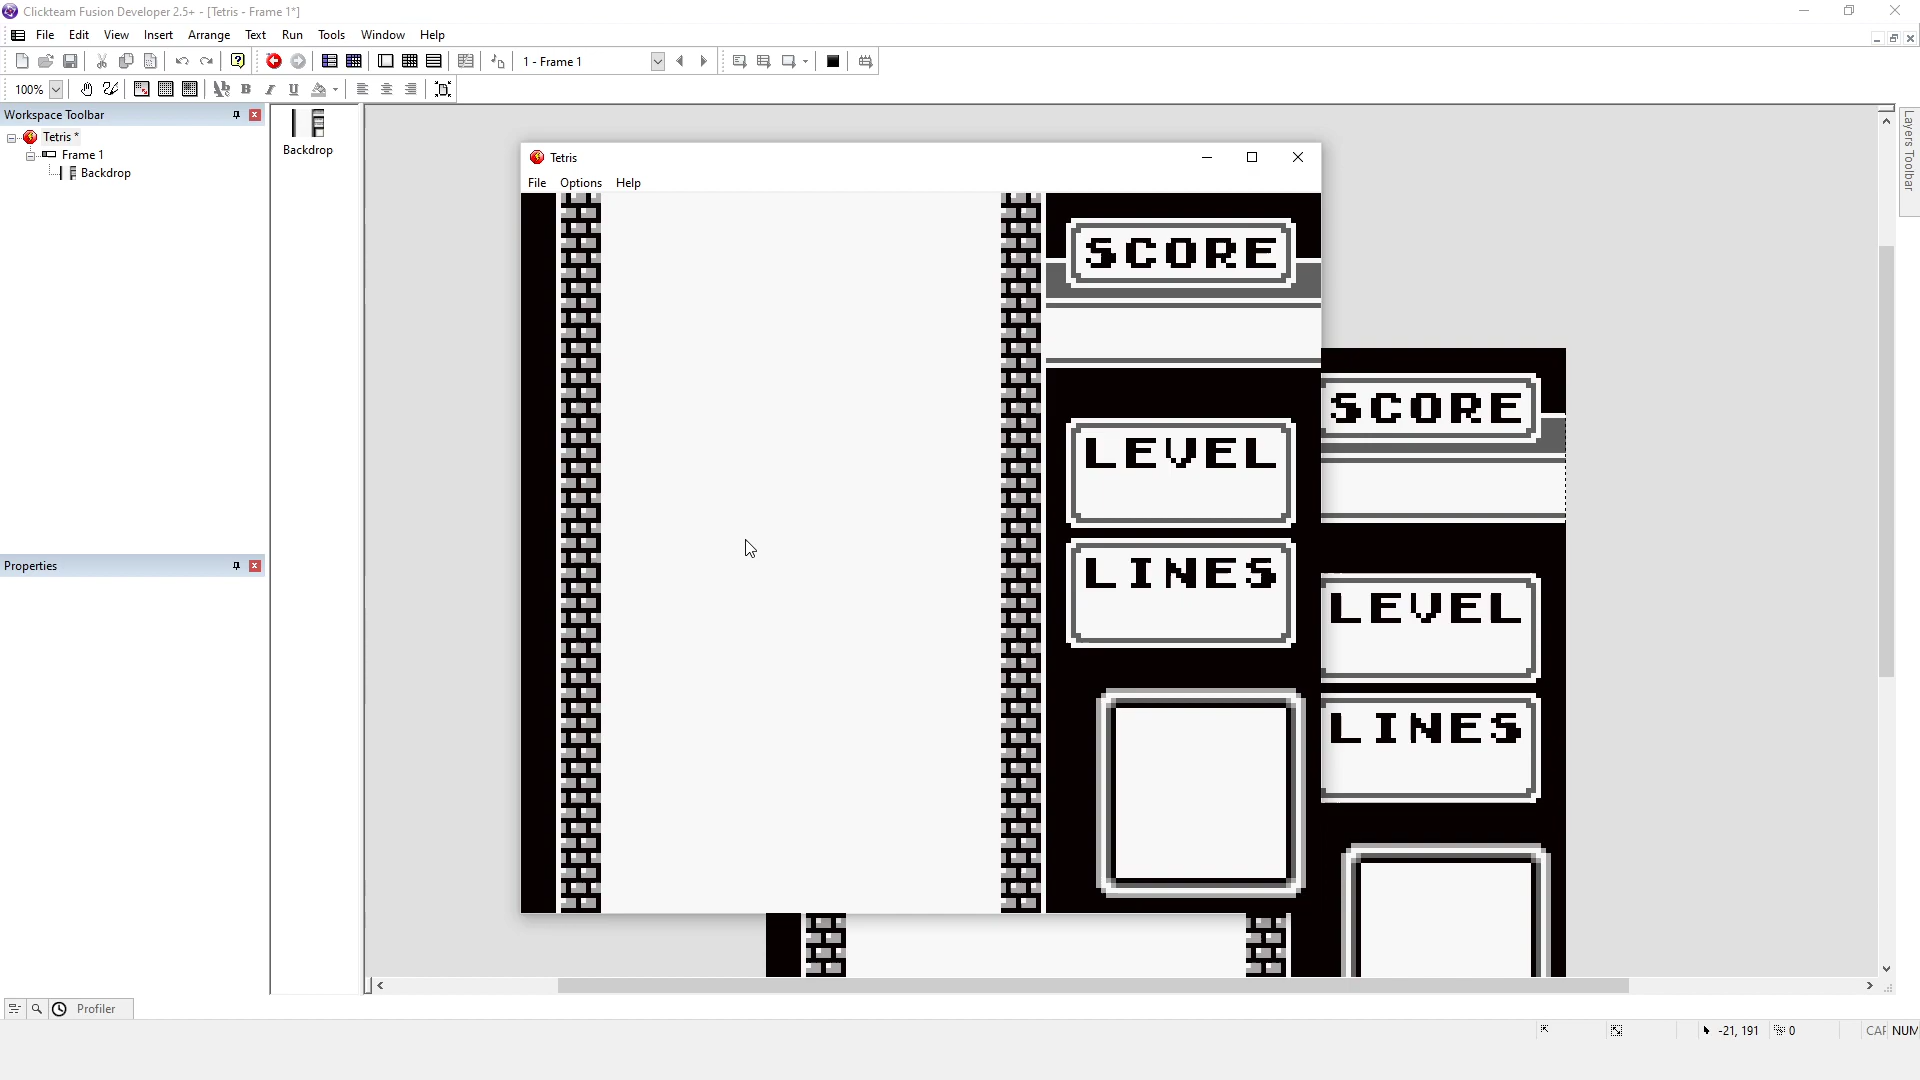 Clickteam Fusion Developer 2.5+ - [Tetris - Frame 1*]
File Edit View Insert Arrange Text Run Tools Window Help
1 - Frame 1
100%
Workspace Toolbar
Tetris *
Frame 1
Backdrop
Backdrop
Layers Toolbar
Tetris
File Options Help
SCORE
SCORE
LEVEL
LINES
LEVEL
LINES
Properties
Profiler
-21, 191
0
CAP NUM